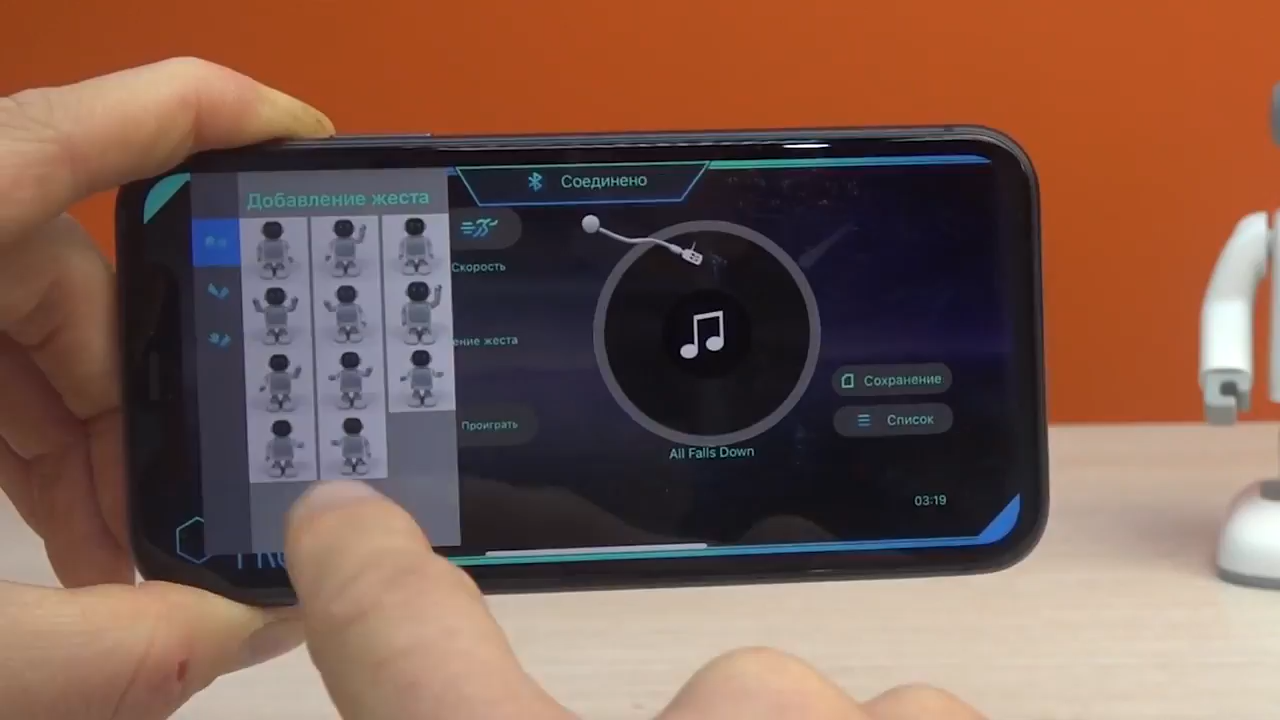 Добавление жеста
Соединено
Скорость
ение жеста
Проиграть
All Falls Down
Сохранение
Список
03:19